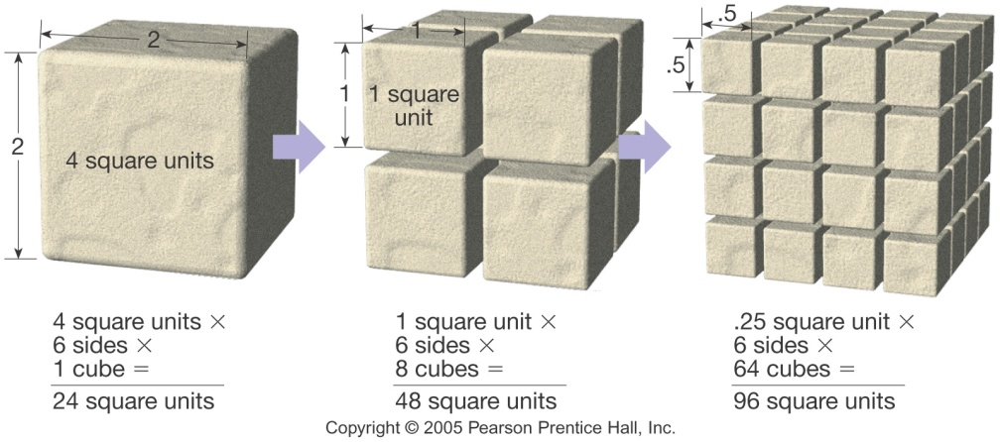 2
2
4 square units
4 square units ×
6 sides ×
1 cube =
24 square units
1
1
1 square
unit
1 square unit ×
6 sides ×
8 cubes =
48 square units
.5
.5
.25 square unit ×
6 sides ×
64 cubes =
96 square units
Copyright © 2005 Pearson Prentice Hall, Inc.